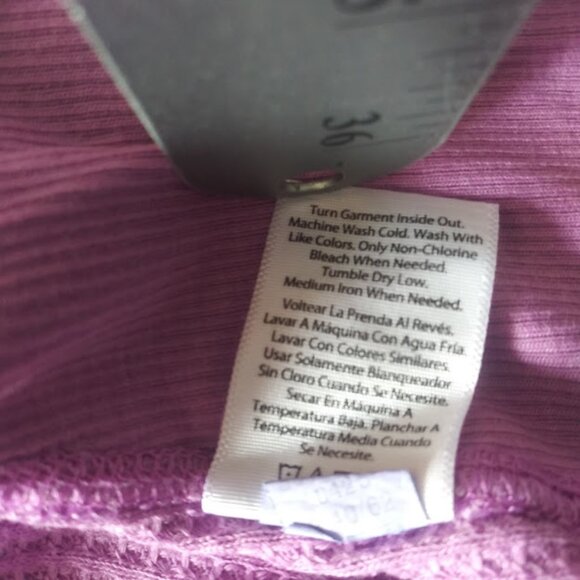 36
Turn Garment Inside Out.
Machine Wash Cold. Wash With
Like Colors. Only Non-Chlorine
Bleach When Needed.
Tumble Dry Low.
Medium Iron When Needed.
Voltear La Prenda Al Revés.
Lavar A Máquina Con Agua Fría.
Lavar Con Colores Similares.
Usar Solamente Blanqueador
Sin Cloro Cuando Se Necesite.
Secar En Máquina A
Temperatura Baja. Planchar A
Temperatura Media Cuando
Se Necesite.